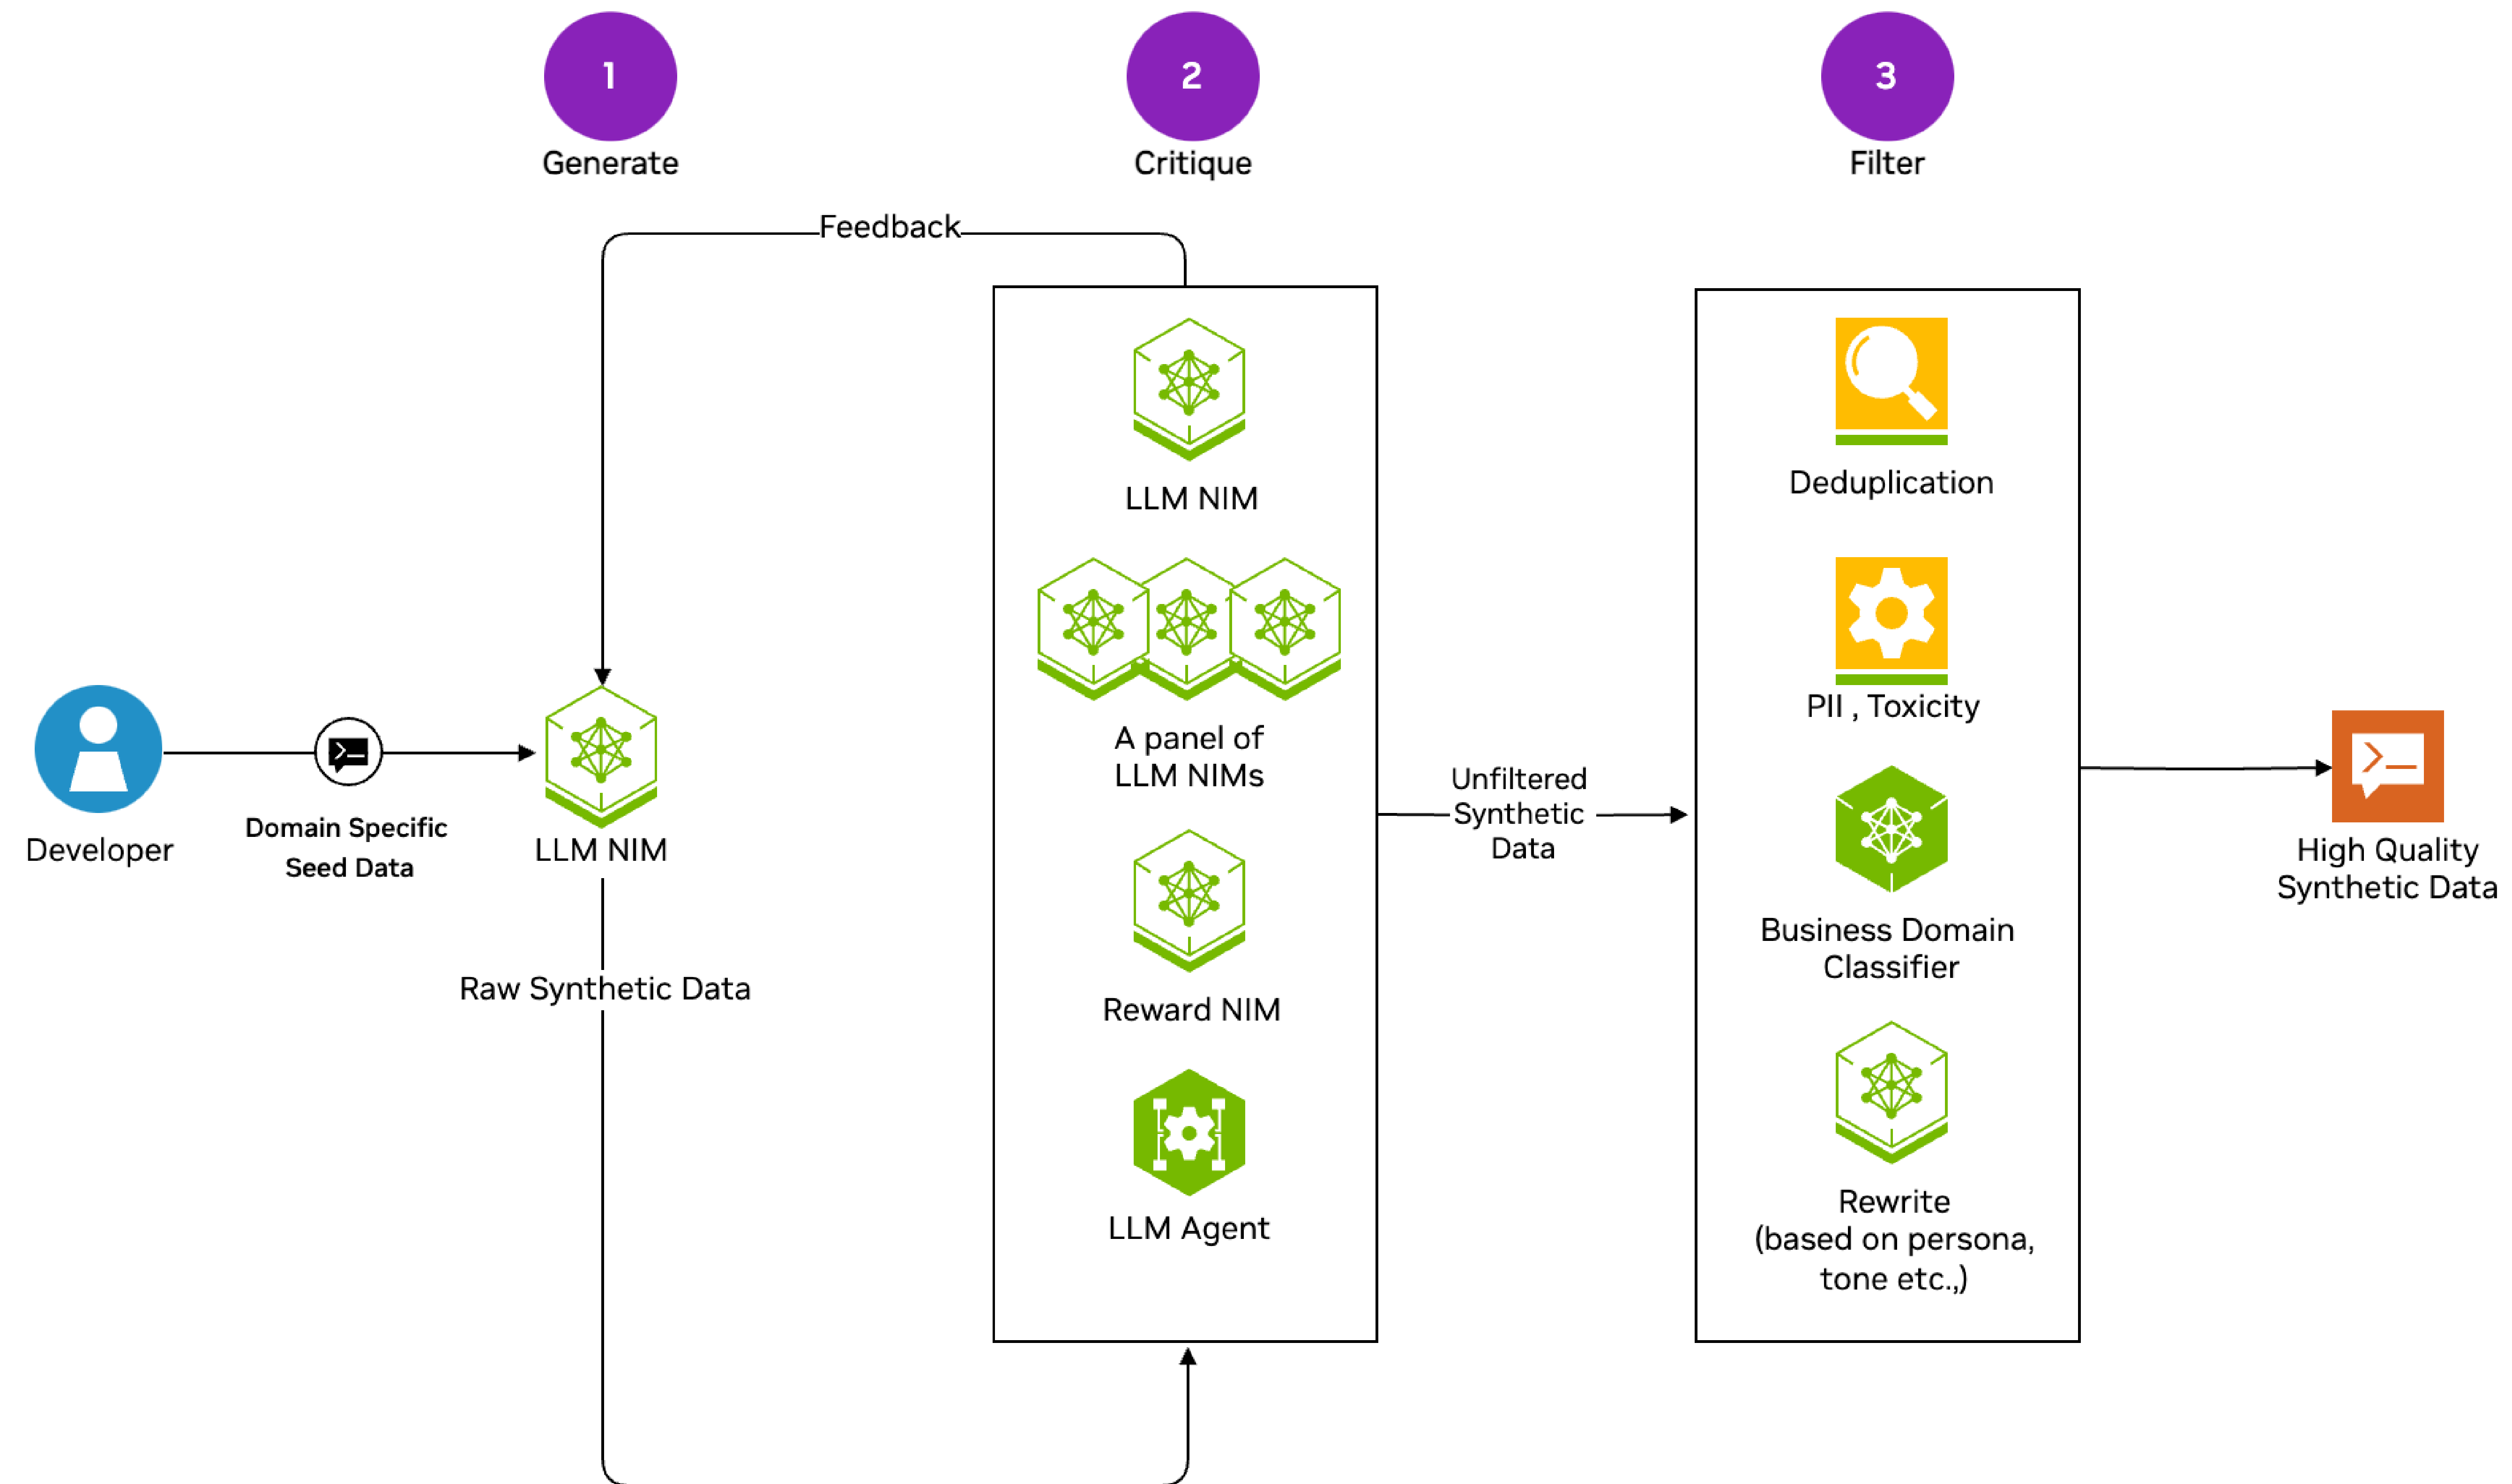 1
Generate
2
Critique
3
Filter
Feedback
Developer
Domain Specific
Seed Data
LLM NIM
Raw Synthetic Data
LLM NIM
A panel of
LLM NIMs
Reward NIM
LLM Agent
Unfiltered
Synthetic
Data
Deduplication
PII , Toxicity
Business Domain
Classifier
Rewrite
(based on persona,
tone etc.,)
High Quality
Synthetic Data